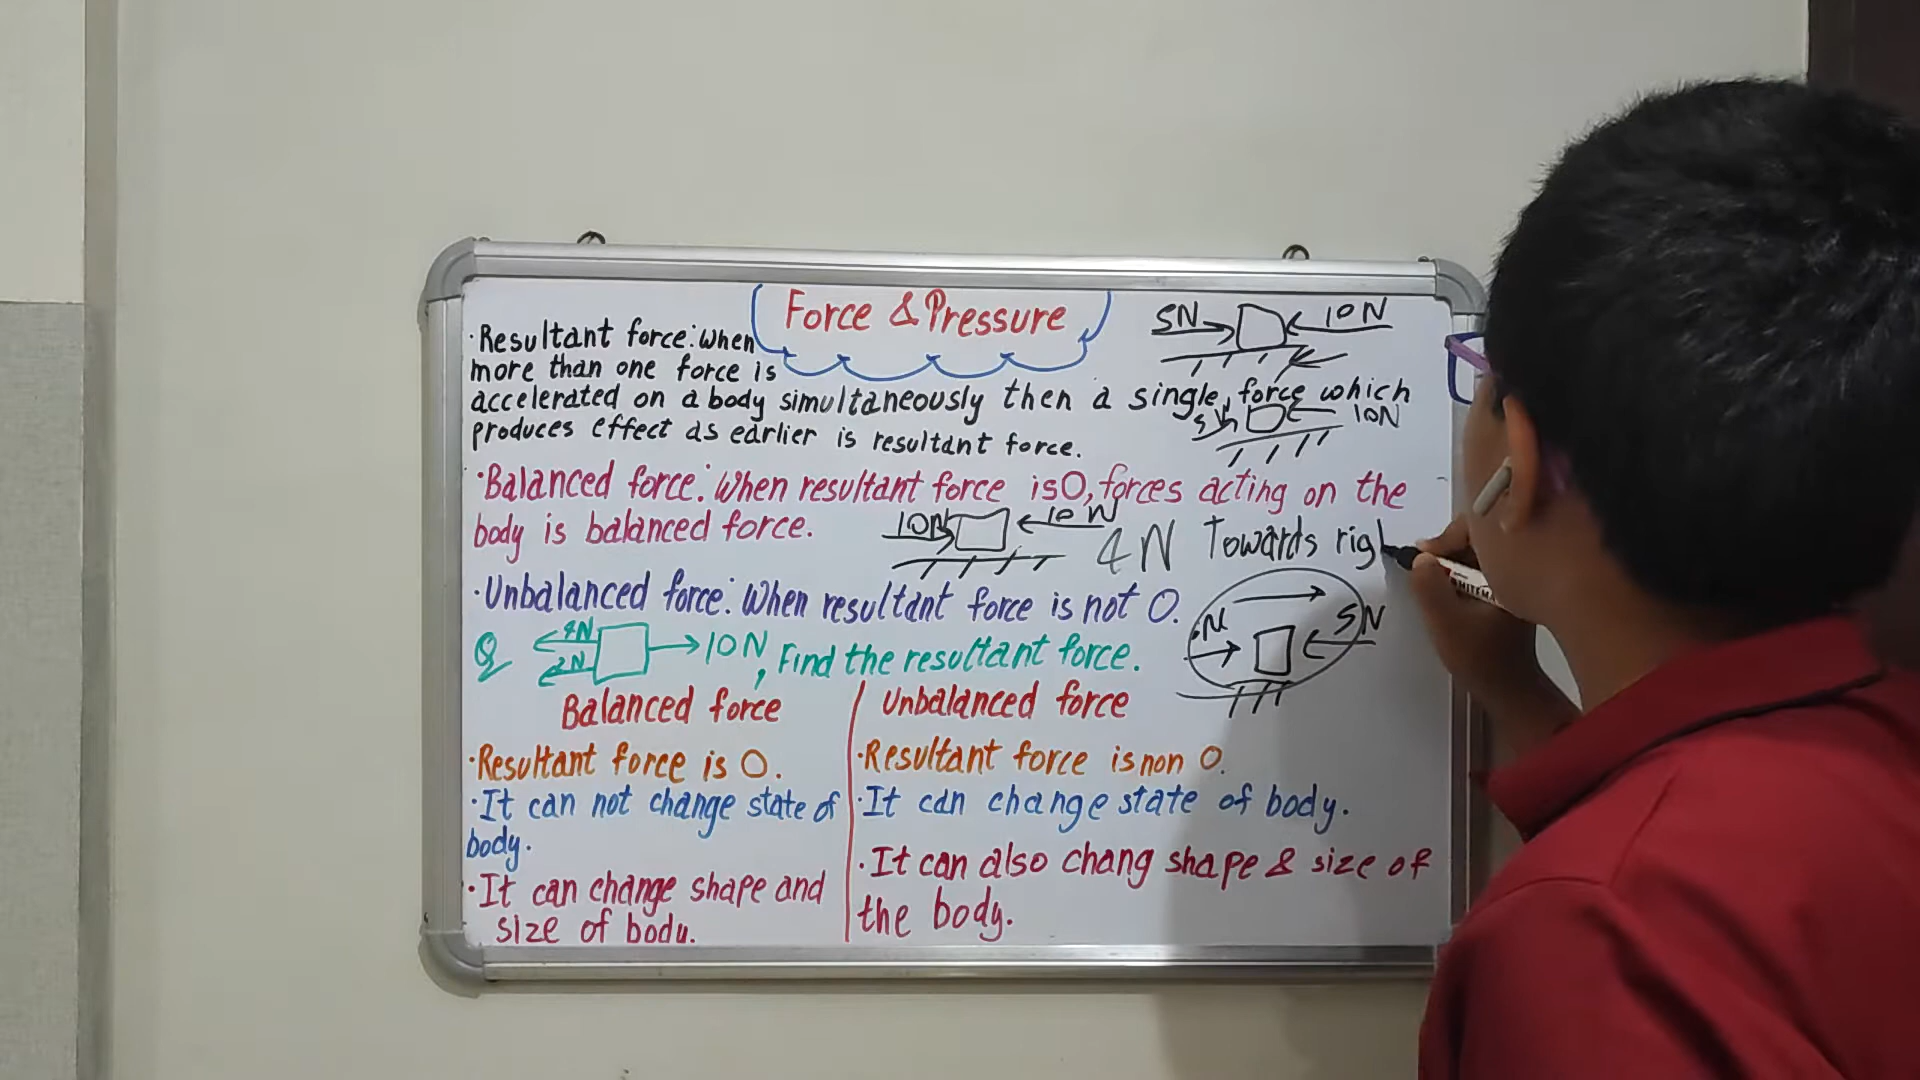 Force & Pressure
5N 10N
·Resultant force: When
more than one force is
accelerated on a body simultaneously then a single force which
10N
produces effect as earlier is resultant force.
·Balanced force: When resultant force is 0, forces acting on the
body is balanced force. 10N 10N
4N Towards righ
·Unbalanced force: When resultant force is not 0.
N 5N
Q 4N 2N 10N, Find the resultant force.
Balanced force Unbalanced force
·Resultant force is 0.
·It can not change state of
body.
·It can change shape and
size of body.
·Resultant force is non 0.
·It can change state of body.
·It can also chang shape & size of
the body.